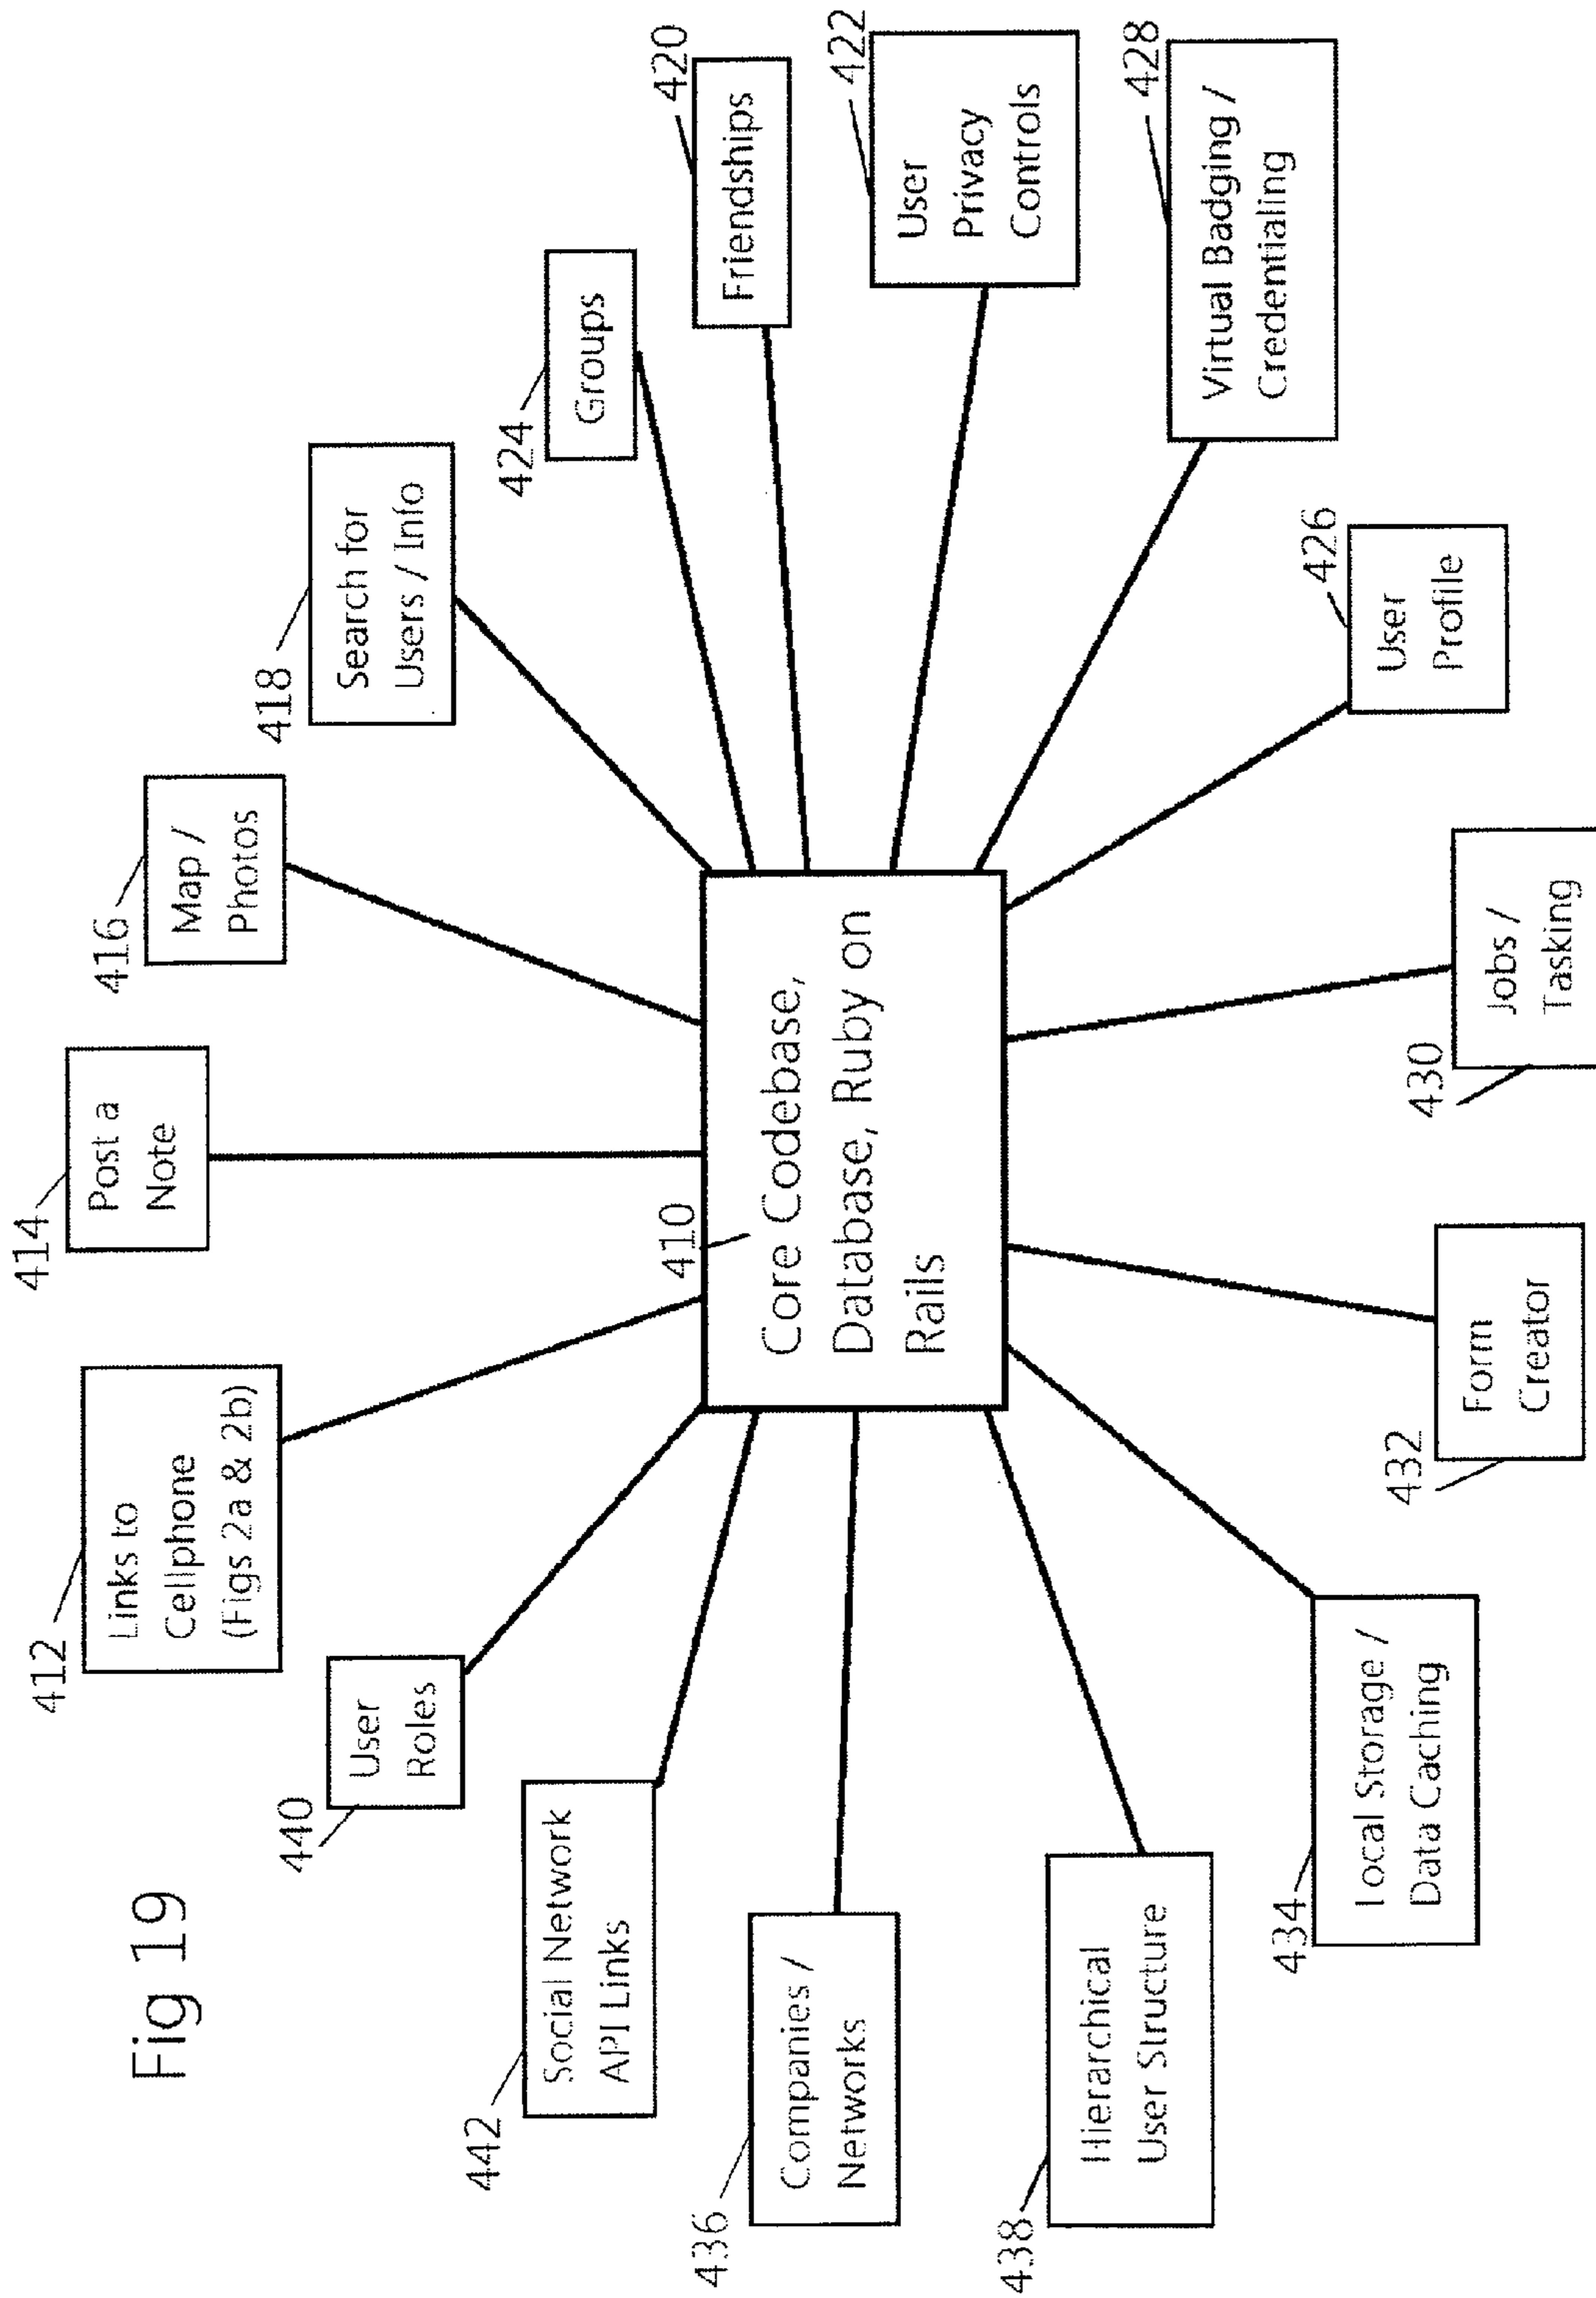 Fig 19
412
Links to
Cellphone
(Figs 2a & 2b)
414
Post a
Note
416
Map /
Photos
418
Search for
Users / Info
424
Groups
420
Friendships
422
User
Privacy
Controls
428
Virtual Badging /
Credentialing
426
User
Profile
430
Jobs /
Tasking
432
Form
Creator
434
Local Storage /
Data Caching
438
Hierarchical
User Structure
436
Companies /
Networks
442
Social Network
API Links
440
User
Roles
410
Core Codebase,
Database, Ruby on
Rails